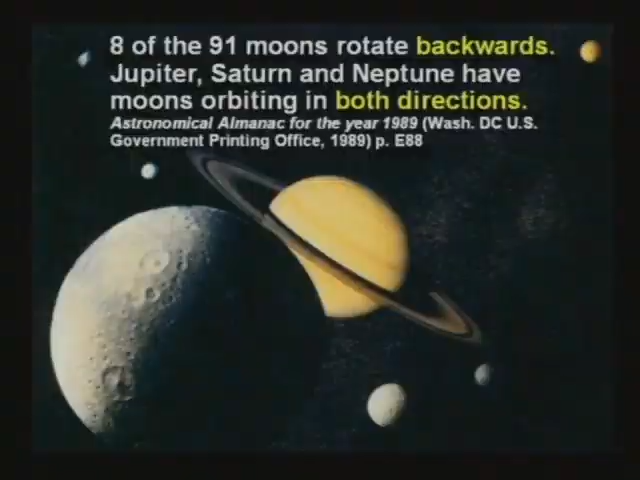 8 of the 91 moons rotate backwards.
Jupiter, Saturn and Neptune have
moons orbiting in both directions.
Astronomical Almanac for the year 1989 (Wash. DC U.S.
Government Printing Office, 1989) p. E88